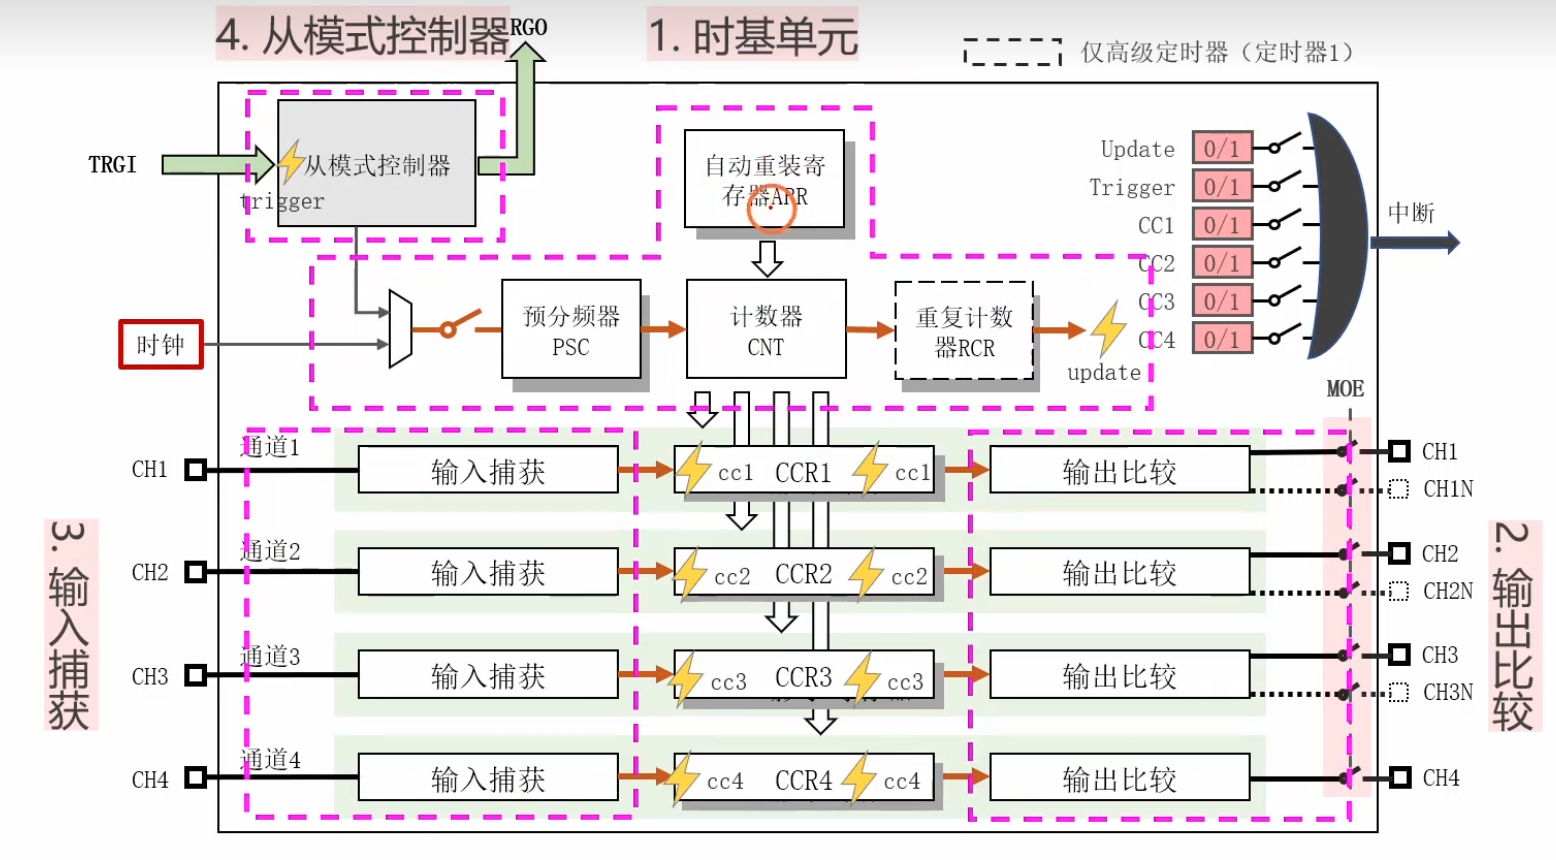 4. 从模式控制器
RGO
1. 时基单元
仅高级定时器（定时器1）
TRGI
从模式控制器
trigger
自动重装寄
存器ARR
Update 0/1
Trigger 0/1
CC1 0/1
CC2 0/1
CC3 0/1
CC4 0/1
中断
时钟
预分频器
PSC
计数器
CNT
重复计数
器RCR
update
MOE
3. 输入捕获
2. 输出比较
通道1
CH1
输入捕获
cc1 CCR1 cc1
输出比较
CH1
CH1N
通道2
CH2
输入捕获
cc2 CCR2 cc2
输出比较
CH2
CH2N
通道3
CH3
输入捕获
cc3 CCR3 cc3
输出比较
CH3
CH3N
通道4
CH4
输入捕获
cc4 CCR4 cc4
输出比较
CH4